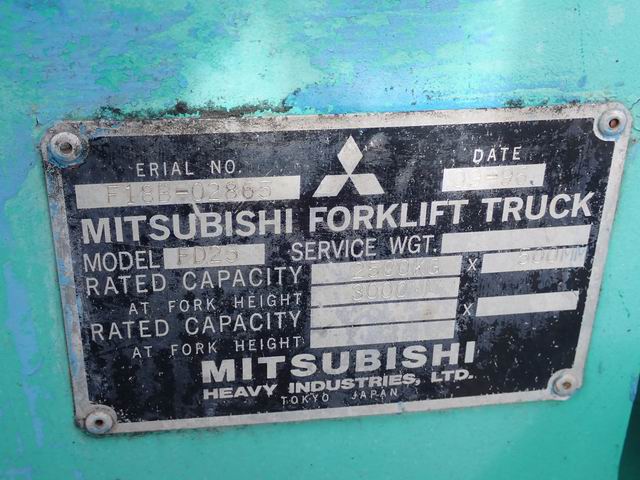 ERIAL NO. DATE
F18B-02865
MITSUBISHI FORKLIFT TRUCK
MODEL FD25 SERVICE WGT.
RATED CAPACITY 2500KG X 500MM
AT FORK HEIGHT
RATED CAPACITY X
AT FORK HEIGHT
MITSUBISHI
HEAVY INDUSTRIES, LTD.
TOKYO JAPAN